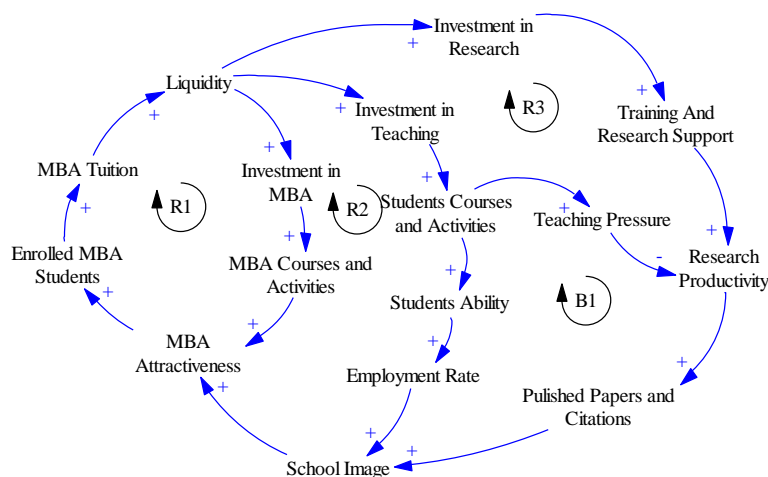 Investment in
Research
+
Liquidity
+
+
+
Investment in
Teaching
R3
+
Training And
Research Support
MBA Tuition
+
R1
Investment in
MBA
R2
+
Students Courses
and Activities
+
Teaching Pressure
+
Enrolled MBA
Students
+
MBA Courses and
Activities
-
Research
Productivity
+
Students Ability
B1
+
+
MBA
Attractiveness
+
Employment Rate
+
+
Pulished Papers and
Citations
+
+
School Image